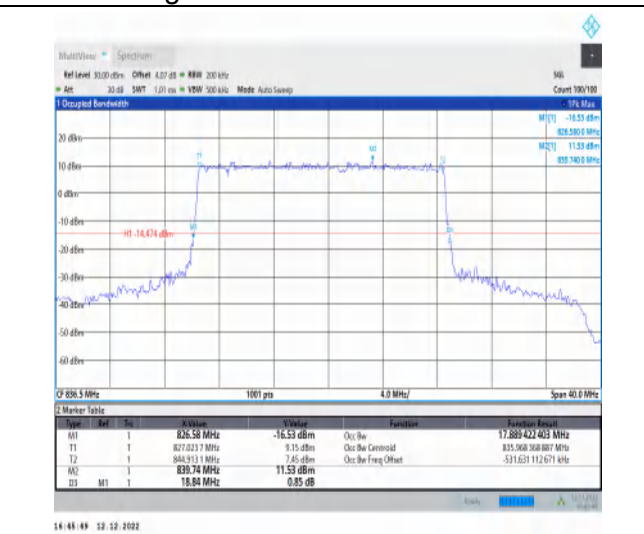 MultiView Spectrum
Ref Level 30.00 dBm Offset 4.07 dB RBW 200 kHz SGL
Att 30 dB SWT 1.01 ms VBW 500 kHz Mode Auto Sweep Count 100/100
1 Occupied Bandwidth 1Pk Max
M1[1] -16.53 dBm
826.580 0 MHz
20 dBm M2[1] 11.53 dBm
839.740 0 MHz
10 dBm
0 dBm
-10 dBm
H1 -14.474 dBm
-20 dBm
-30 dBm
-40 dBm
-50 dBm
-60 dBm
CF 836.5 MHz 1001 pts 4.0 MHz/ Span 40.0 MHz
2 Marker Table
Type Ref Trc X-Value Y-Value Function Function Result
M1 1 826.58 MHz -16.53 dBm Occ Bw 17.889 422 403 MHz
T1 1 827.023 7 MHz 9.15 dBm Occ Bw Centroid 835.968 368 887 MHz
T2 1 844.913 1 MHz 7.45 dBm Occ Bw Freq Offset -531.631 112 671 kHz
M2 1 839.74 MHz 11.53 dBm
D3 M1 1 18.84 MHz 0.85 dB
Ready
16:45:49 12.12.2022